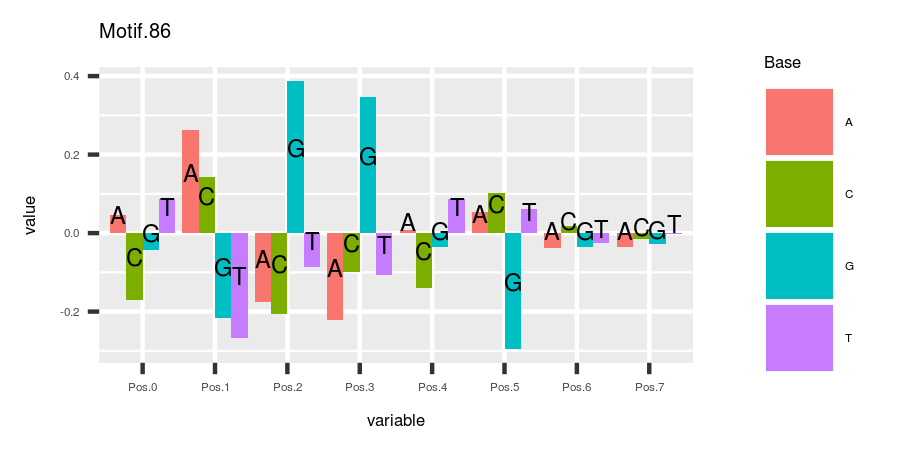 Motif.86
Base
0.4
0.2
0.0
-0.2
value
A C G T A C G T A C G T A C G T A C G T A C G T A C G T A C G T
Pos.0 Pos.1 Pos.2 Pos.3 Pos.4 Pos.5 Pos.6 Pos.7
variable
A
C
G
T